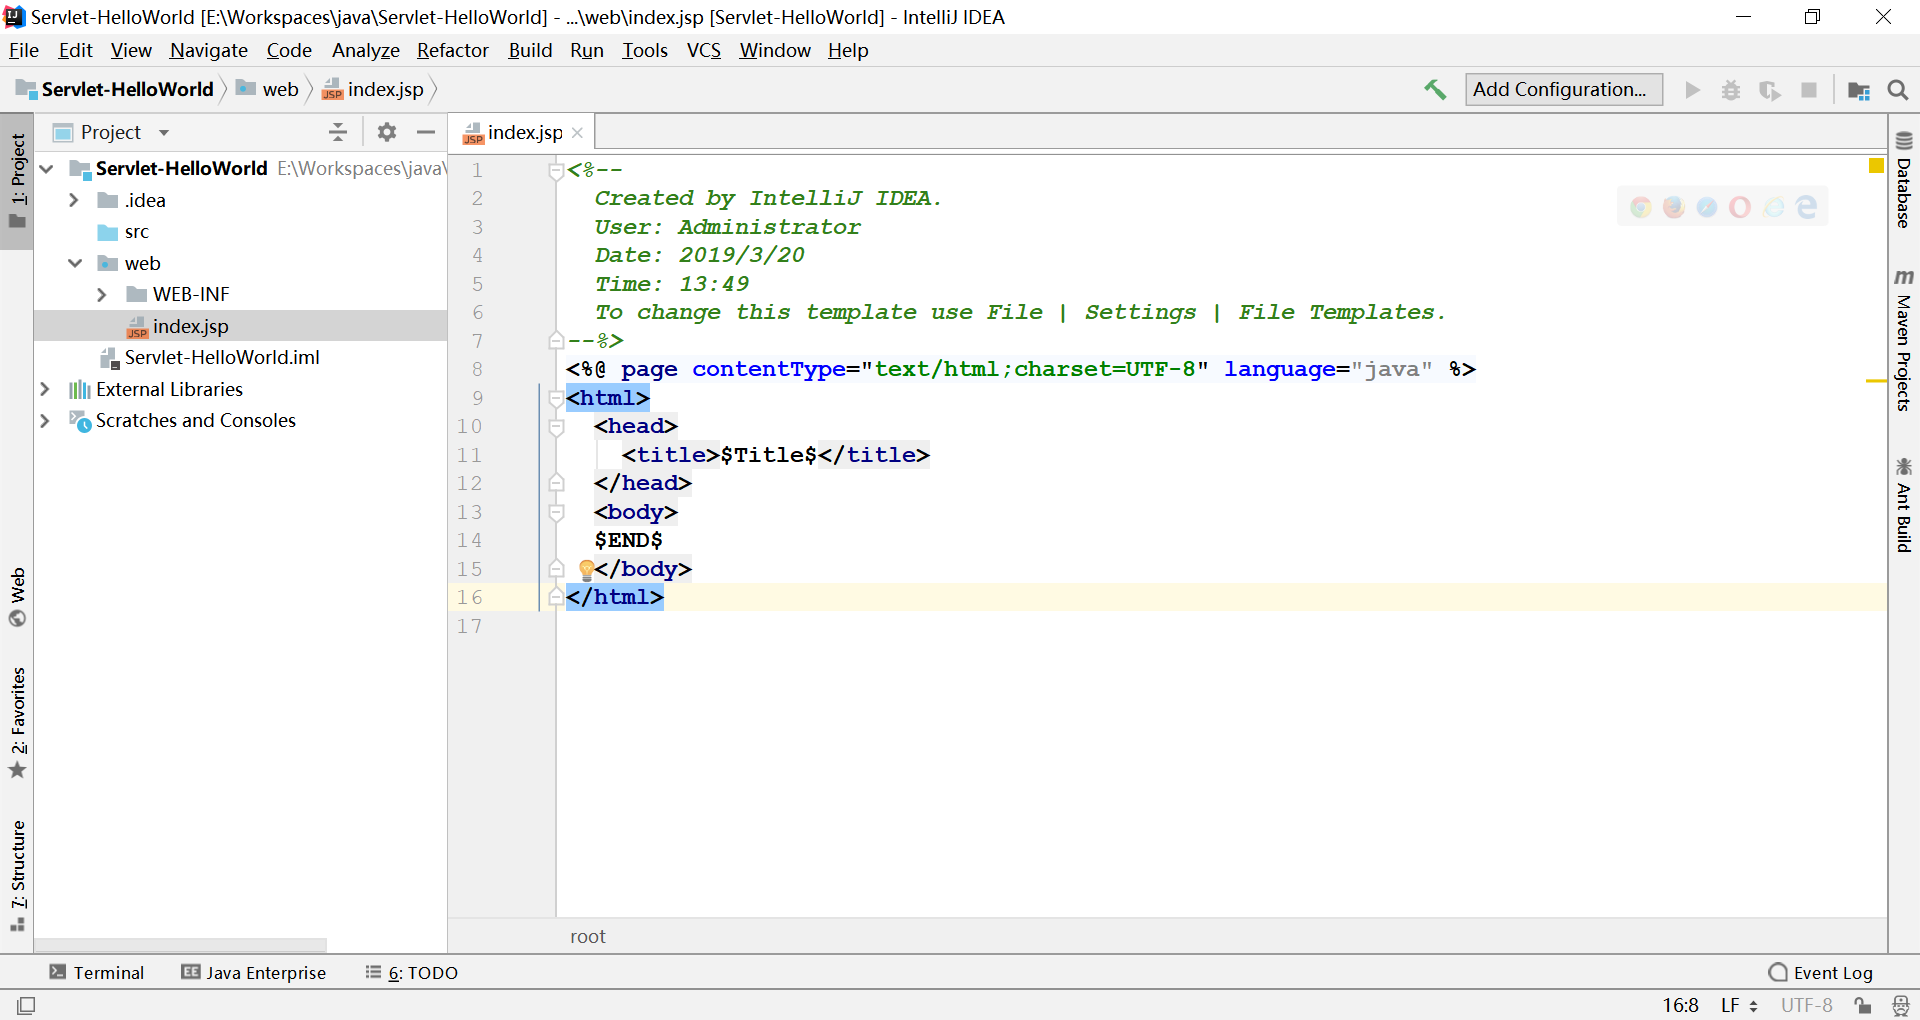 Servlet-HelloWorld [E:\Workspaces\java\Servlet-HelloWorld] - ...\web\index.jsp [Servlet-HelloWorld] - IntelliJ IDEA
File Edit View Navigate Code Analyze Refactor Build Run Tools VCS Window Help
Servlet-HelloWorld web index.jsp Add Configuration...
1: Project
Web
2: Favorites
7: Structure
Project
Servlet-HelloWorld E:\Workspaces\java\
.idea
src
web
WEB-INF
index.jsp
Servlet-HelloWorld.iml
External Libraries
Scratches and Consoles
index.jsp
1 <%--
2 Created by IntelliJ IDEA.
3 User: Administrator
4 Date: 2019/3/20
5 Time: 13:49
6 To change this template use File | Settings | File Templates.
7 --%>
8 <%@ page contentType="text/html;charset=UTF-8" language="java" %>
9 <html>
10 <head>
11 <title>$Title$</title>
12 </head>
13 <body>
14 $END$
15 </body>
16 </html>
17
root
Database
Maven Projects
Ant Build
Terminal Java Enterprise 6: TODO Event Log
16:8 LF UTF-8